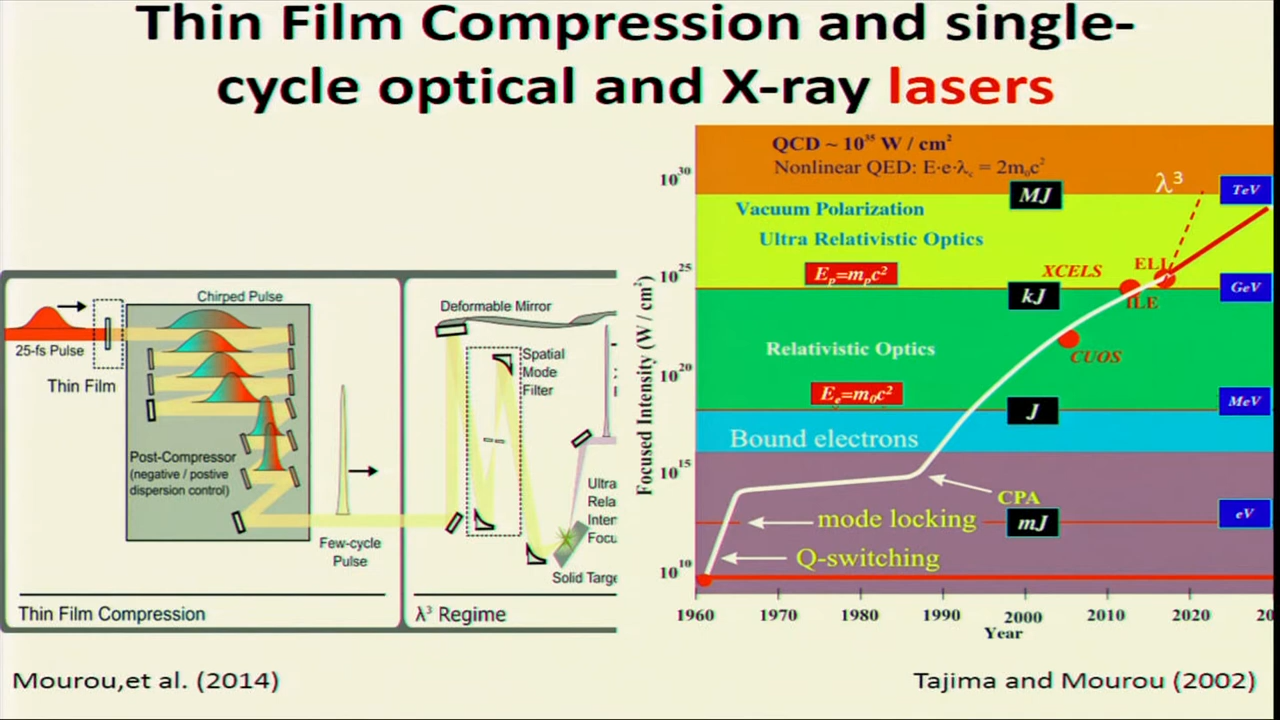 Thin Film Compression and single-
cycle optical and X-ray lasers
25-fs Pulse
Thin Film
Chirped Pulse
Post-Compressor
(negative / postive
dispersion control)
Few-cycle
Pulse
Thin Film Compression
Deformable Mirror
Spatial
Mode
Filter
Ultra
Rela
Inter
Focu
Solid Targe
λ³ Regime
Mourou,et al. (2014)
QCD ~ 10³⁵ W / cm²
Nonlinear QED: E·e·λc = 2m₀c²
Vacuum Polarization
Ultra Relativistic Optics
Eₚ=mₚc²
Relativistic Optics
Eₑ=m₀c²
Bound electrons
CPA
mode locking
Q-switching
λ³
XCELS
ELI
ILE
CUOS
MJ
kJ
J
mJ
TeV
GeV
MeV
eV
Focused Intensity (W / cm²)
10³⁰
10²⁵
10²⁰
10¹⁵
10¹⁰
1960 1970 1980 1990 2000 2010 2020 20
Year
Tajima and Mourou (2002)